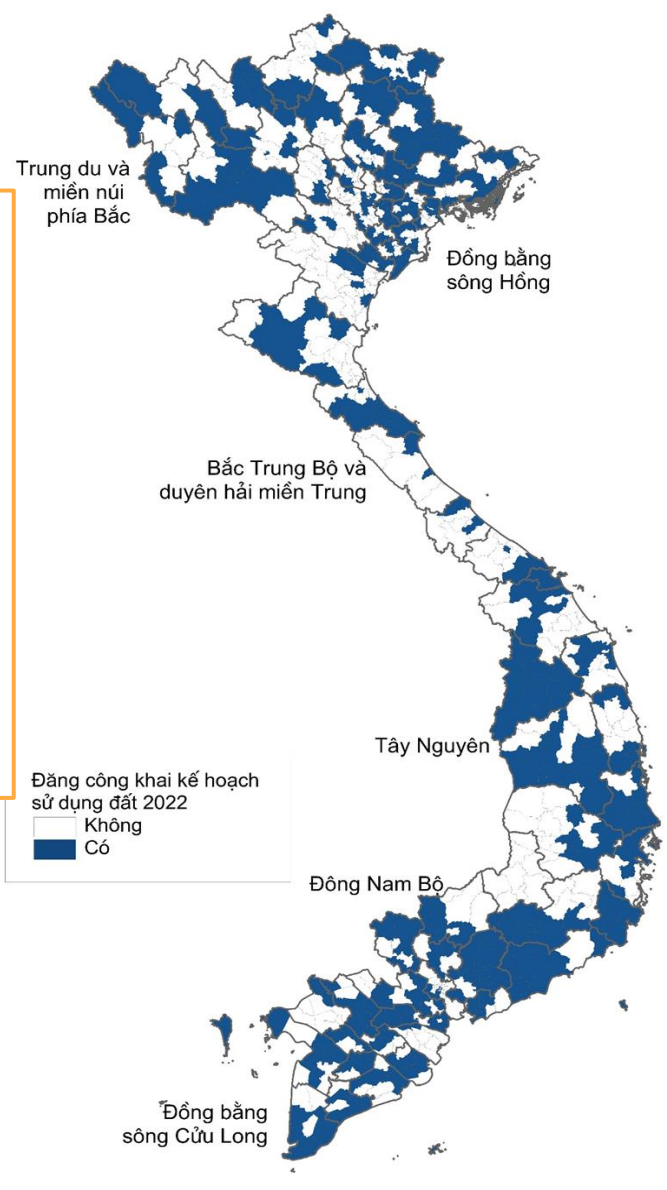 Trung du và
miền núi
phía Bắc
Đồng bằng
sông Hồng
Bắc Trung Bộ và
duyên hải miền Trung
Tây Nguyên
Đăng công khai kế hoạch
sử dụng đất 2022
Không
Có
Đông Nam Bộ
Đồng bằng
sông Cửu Long